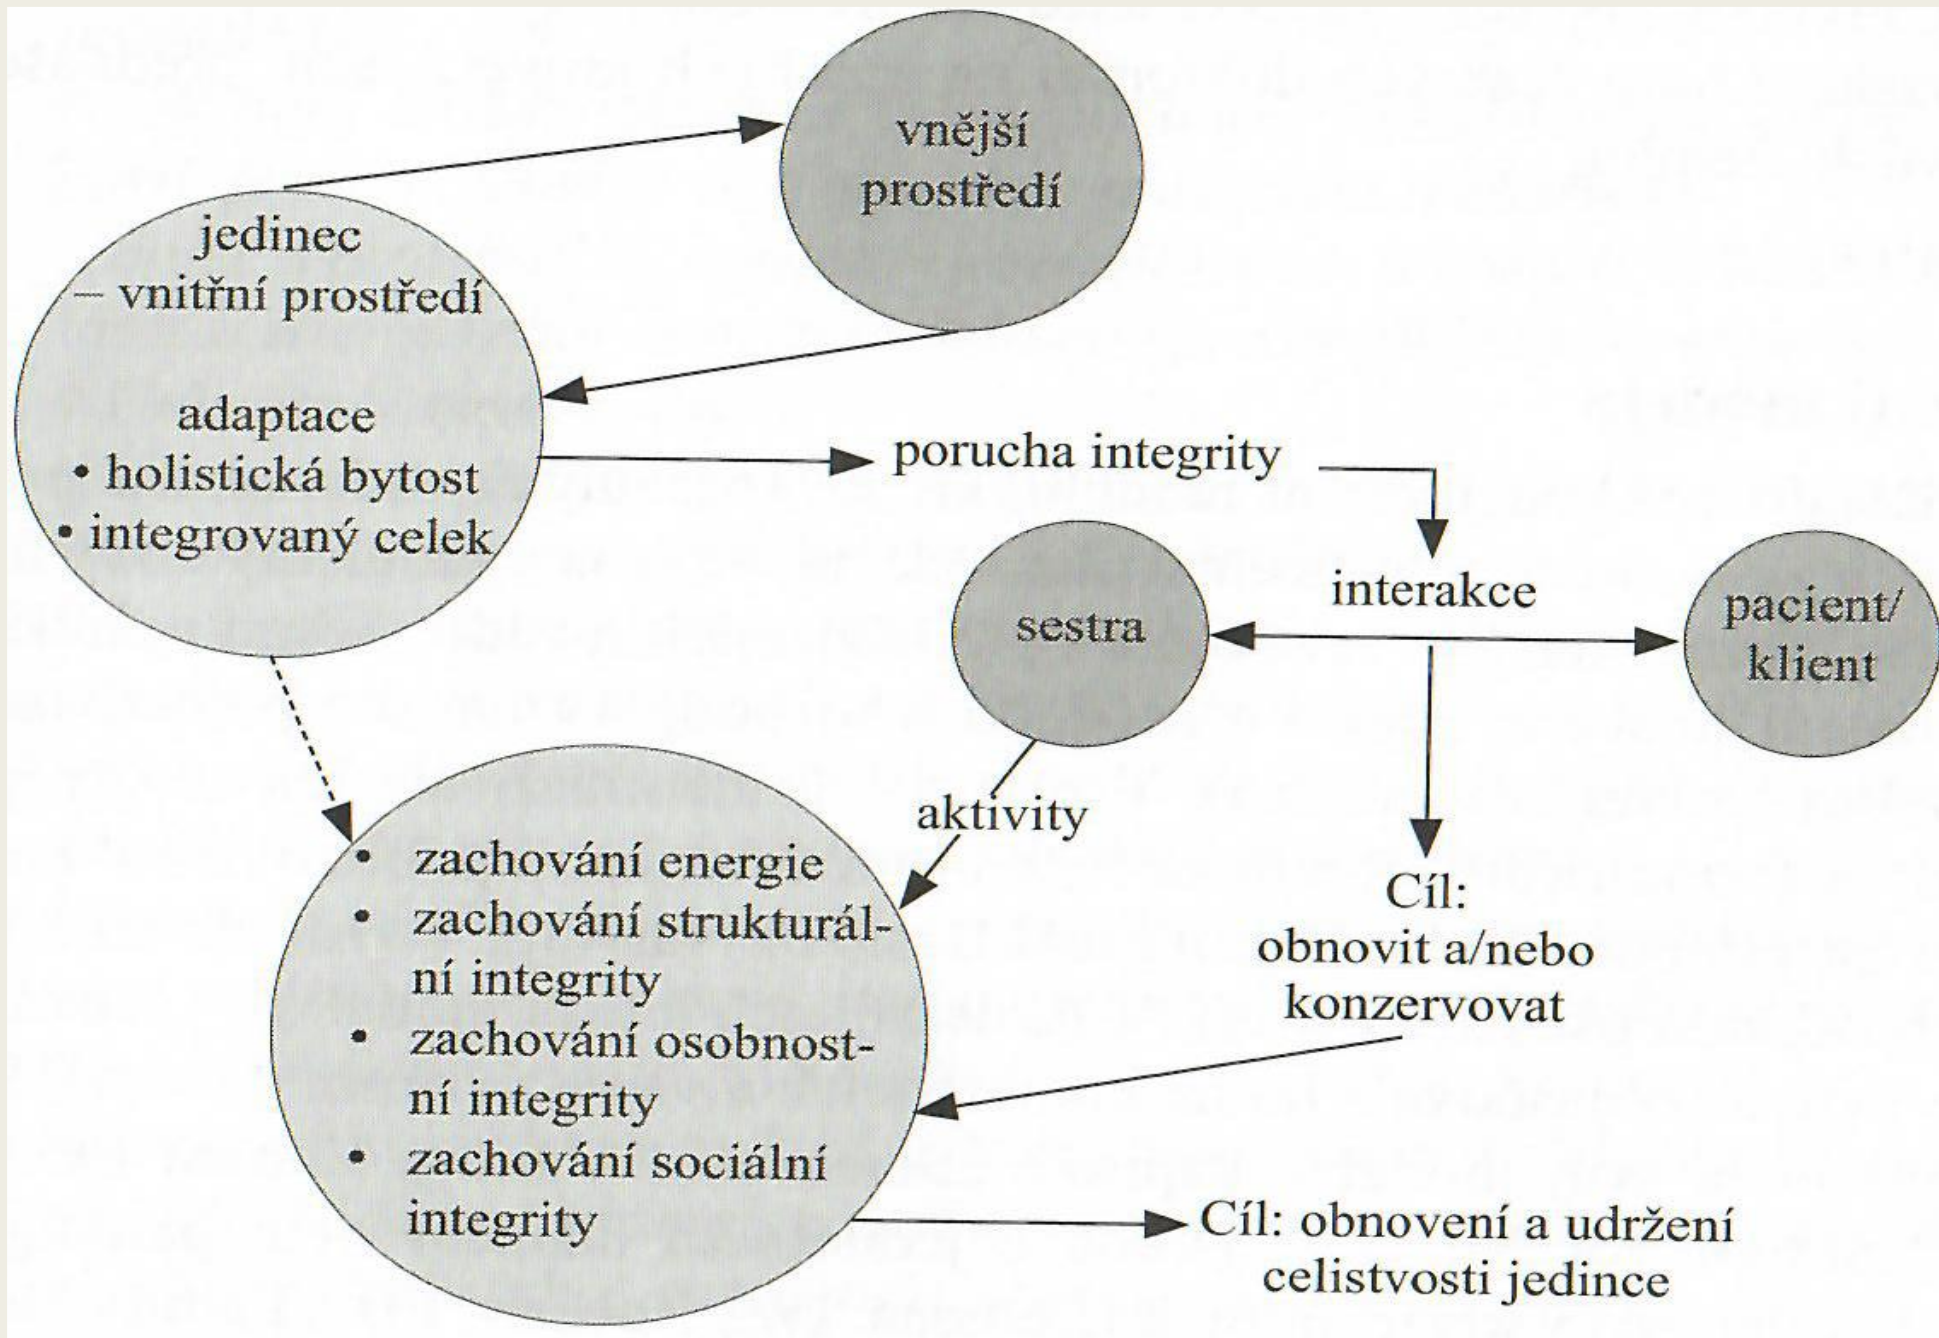 vnější
prostředí
jedinec
– vnitřní prostředí
adaptace
• holistická bytost
• integrovaný celek
porucha integrity
interakce
sestra
pacient/
klient
aktivity
• zachování energie
• zachování strukturál-
ní integrity
• zachování osobnost-
ní integrity
• zachování sociální
integrity
Cíl:
obnovit a/nebo
konzervovat
Cíl: obnovení a udržení
celistvosti jedince